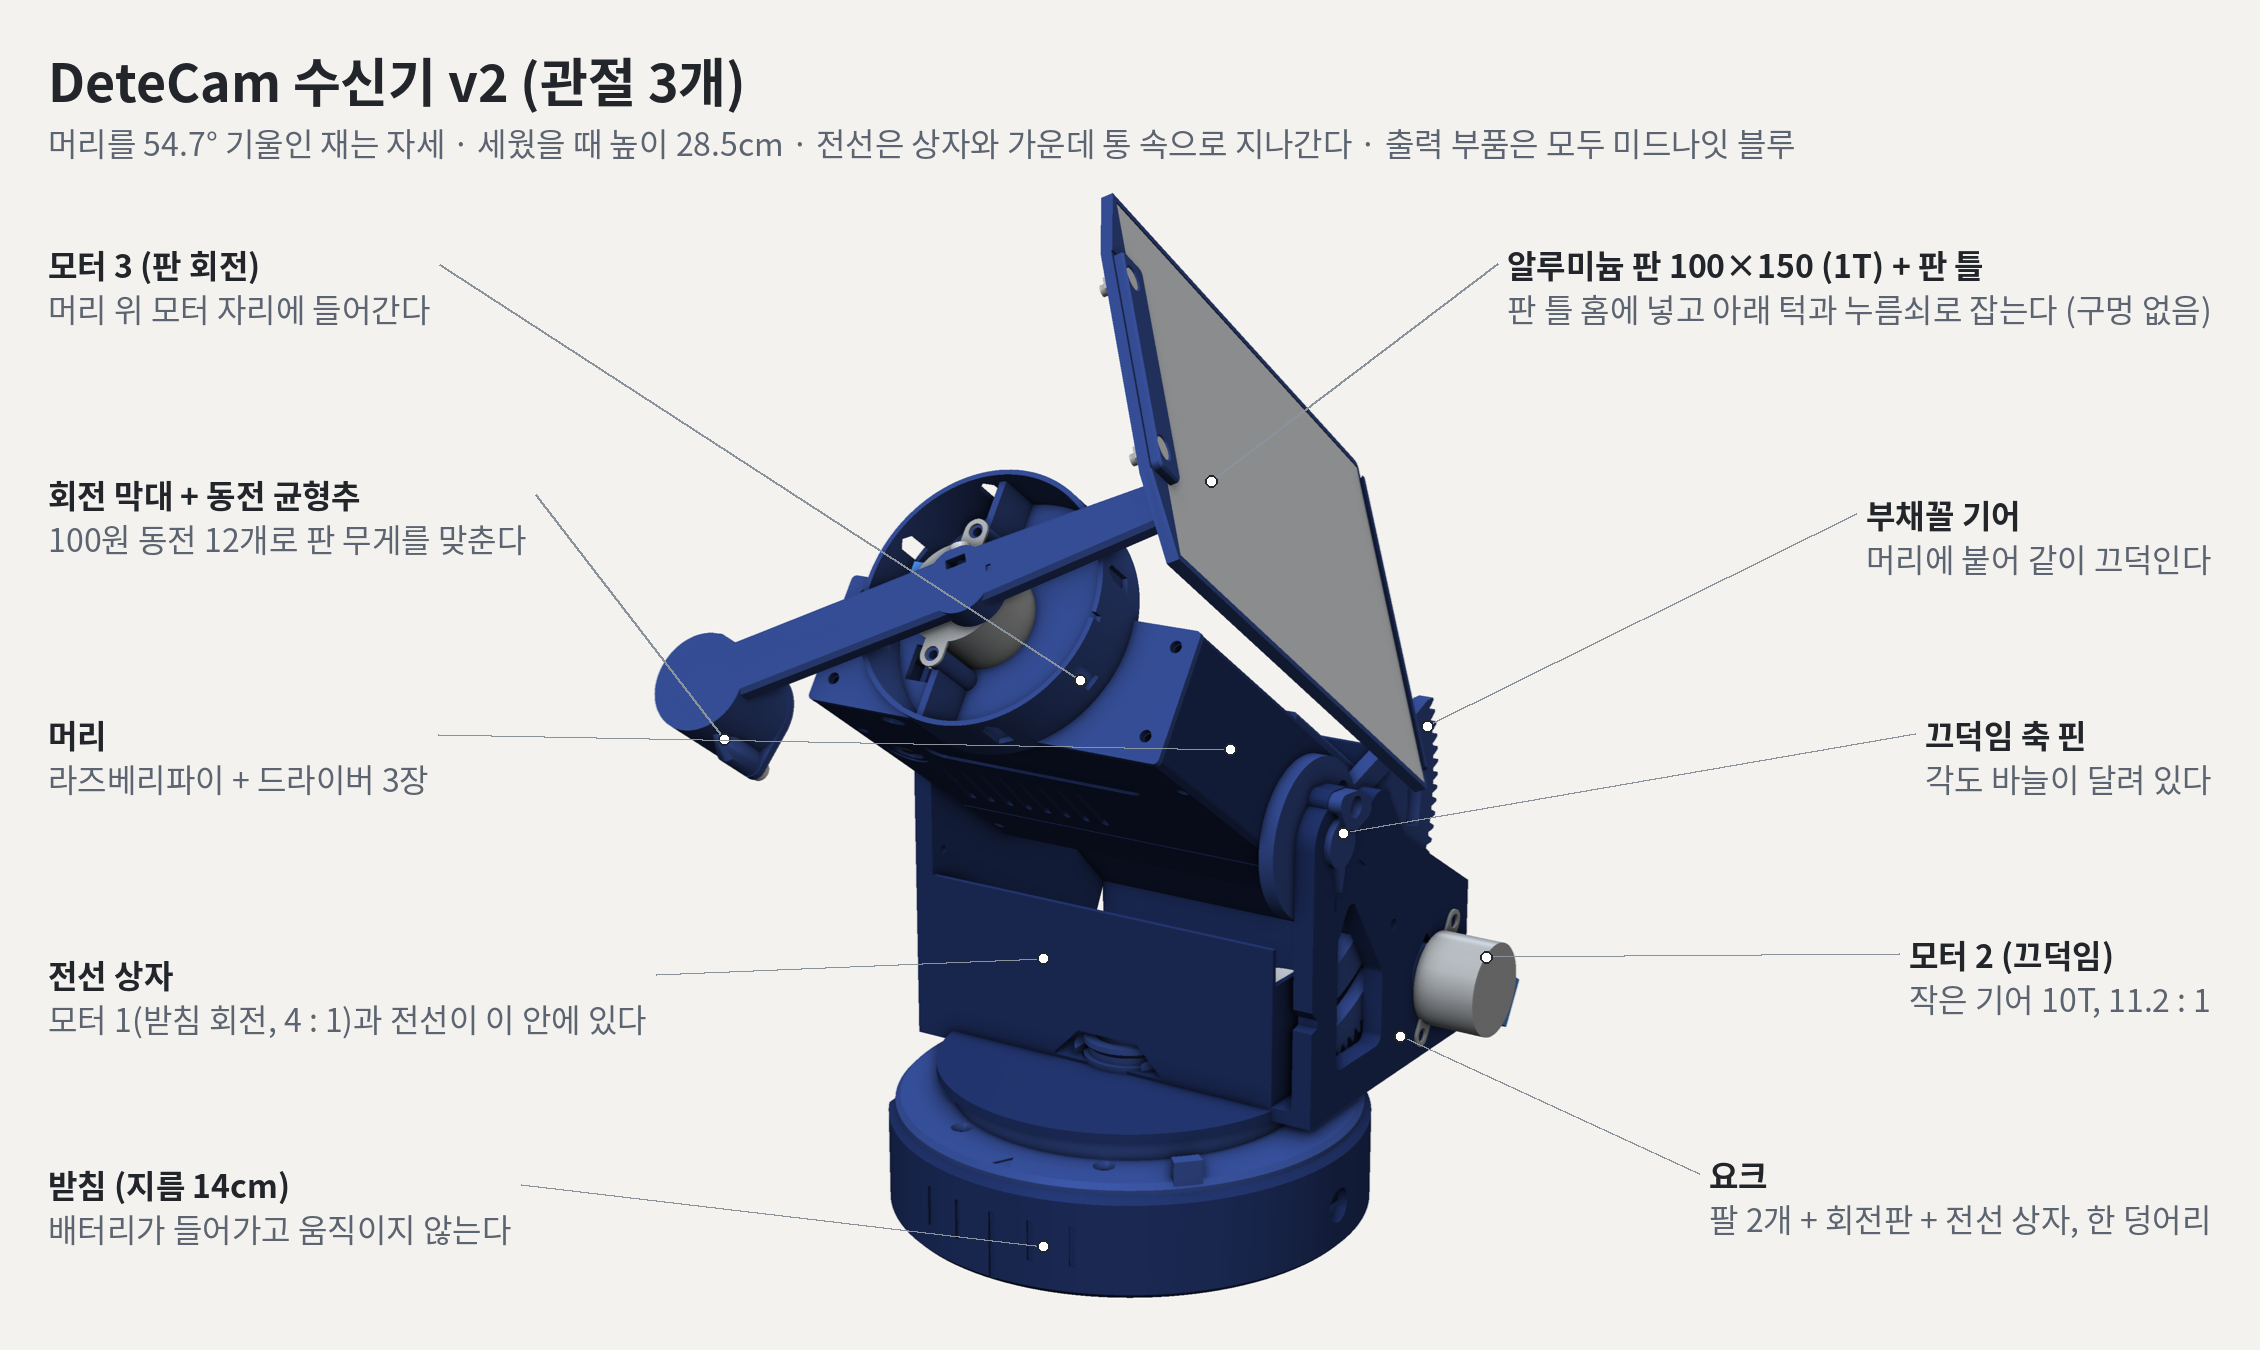 DeteCam 수신기 v2 (관절 3개)
머리를 54.7° 기울인 재는 자세 · 세웠을 때 높이 28.5cm · 전선은 상자와 가운데 통 속으로 지나간다 · 출력 부품은 모두 미드나잇 블루
모터 3 (판 회전)
머리 위 모터 자리에 들어간다
회전 막대 + 동전 균형추
100원 동전 12개로 판 무게를 맞춘다
머리
라즈베리파이 + 드라이버 3장
전선 상자
모터 1(받침 회전, 4 : 1)과 전선이 이 안에 있다
받침 (지름 14cm)
배터리가 들어가고 움직이지 않는다
알루미늄 판 100×150 (1T) + 판 틀
판 틀 홈에 넣고 아래 턱과 누름쇠로 잡는다 (구멍 없음)
부채꼴 기어
머리에 붙어 같이 끄덕인다
끄덕임 축 핀
각도 바늘이 달려 있다
모터 2 (끄덕임)
작은 기어 10T, 11.2 : 1
요크
팔 2개 + 회전판 + 전선 상자, 한 덩어리